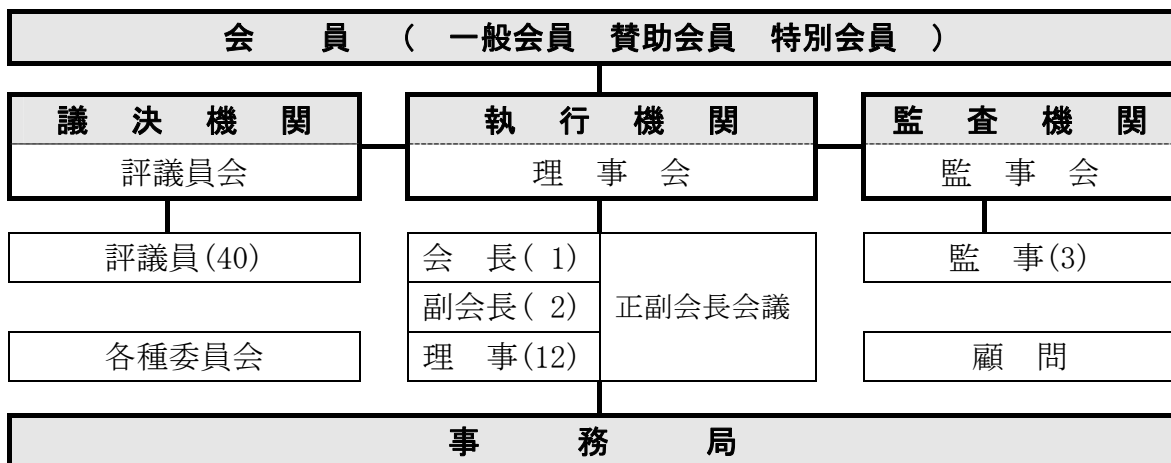 会 員 ( 一般会員 賛助会員 特別会員 )
議 決 機 関
評議員会
執 行 機 関
理 事 会
監 査 機 関
監 事 会
評議員(40)
会 長( 1)
副会長( 2)
理 事(12)
正副会長会議
監 事(3)
各種委員会
顧 問
事 務 局